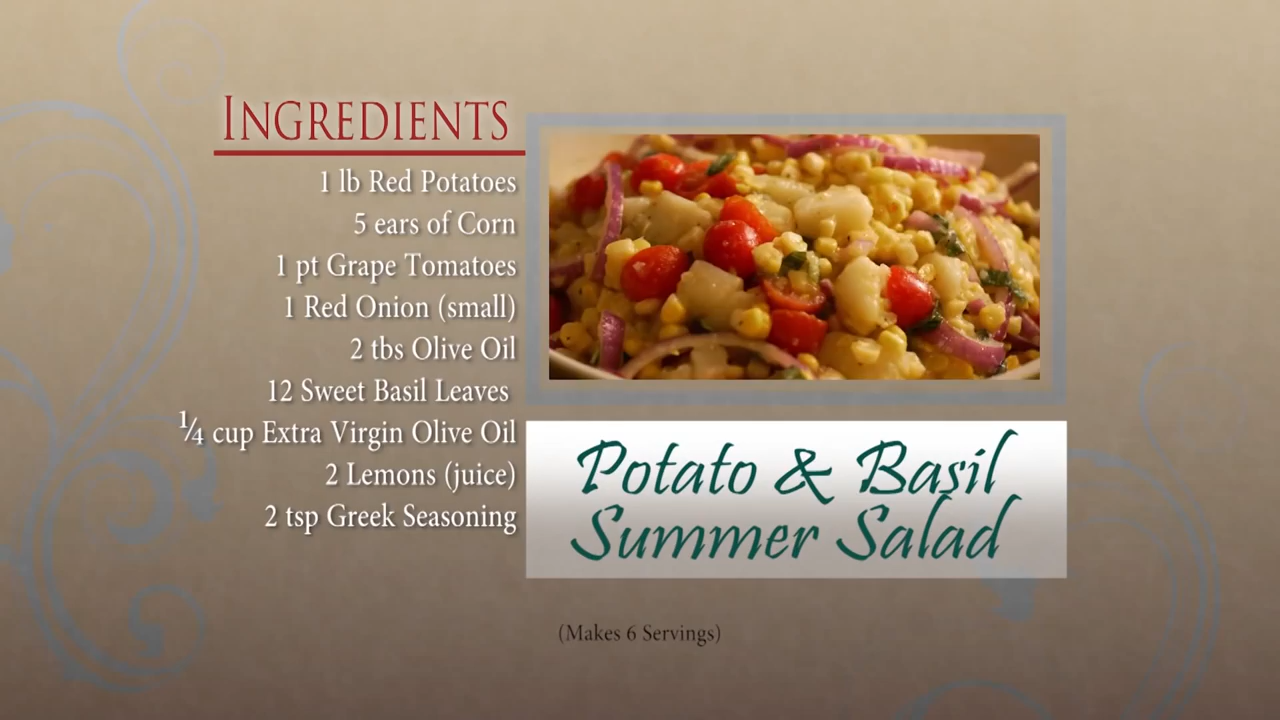 INGREDIENTS
1 lb Red Potatoes
5 ears of Corn
1 pt Grape Tomatoes
1 Red Onion (small)
2 tbs Olive Oil
12 Sweet Basil Leaves
¼ cup Extra Virgin Olive Oil
2 Lemons (juice)
2 tsp Greek Seasoning
Potato & Basil
Summer Salad
(Makes 6 Servings)